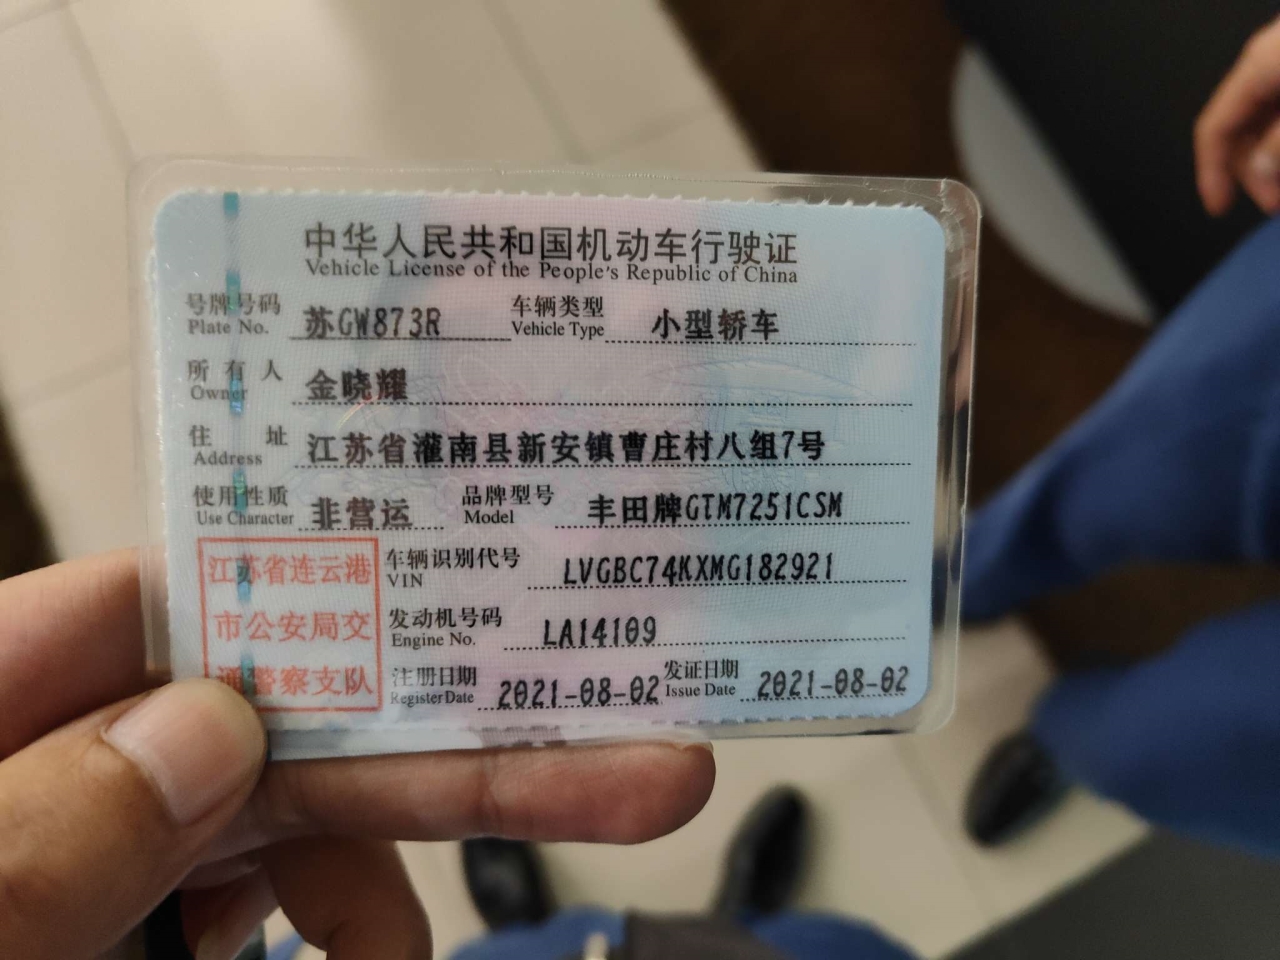 中华人民共和国机动车行驶证
Vehicle License of the People's Republic of China
号牌号码 苏GW873R 车辆类型 小型轿车
Plate No. Vehicle Type
所有人 金晓耀
Owner
住址 江苏省灌南县新安镇曹庄村八组7号
Address
使用性质 非营运 品牌型号 丰田牌GTM7251CSM
Use Character Model
江苏省连云港
市公安局交
通警察支队
车辆识别代号 LVGBC74KXMG182921
VIN
发动机号码 LA14109
Engine No.
注册日期 2021-08-02 发证日期 2021-08-02
Register Date Issue Date